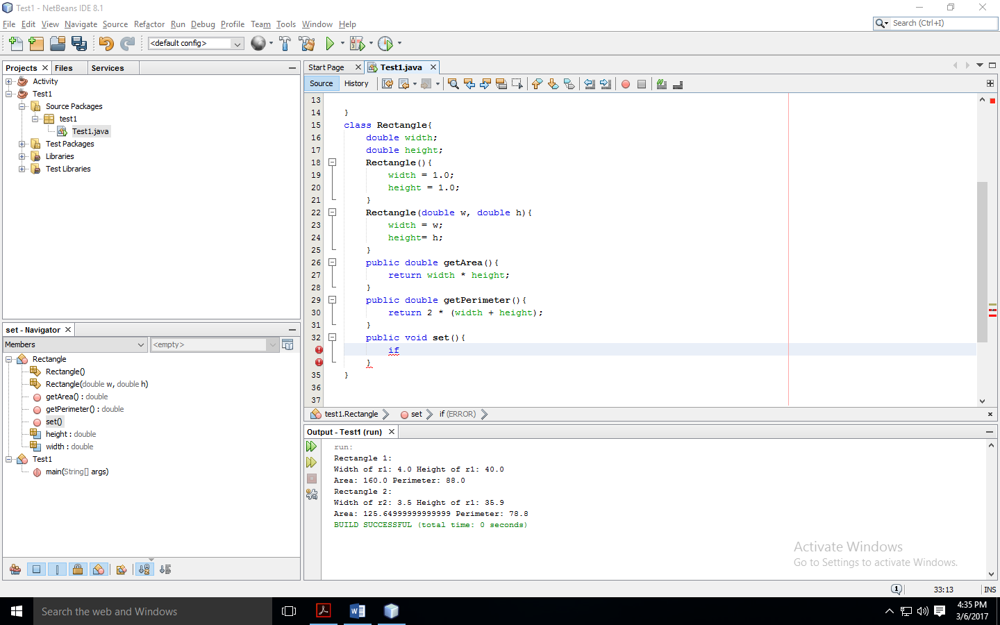 Test1 - NetBeans IDE 8.1
File Edit View Navigate Source Refactor Run Debug Profile Team Tools Window Help
Search (Ctrl+I)
<default config>
Projects Files Services
Activity
Test1
Source Packages
test1
Test1.java
Test Packages
Libraries
Test Libraries
set - Navigator
Members
<empty>
Rectangle
Rectangle()
Rectangle(double w, double h)
getArea() : double
getPerimeter() : double
set()
height : double
width : double
Test1
main(String[] args)
Start Page Test1.java
Source History
13
14 }
15 class Rectangle{
16 double width;
17 double height;
18 Rectangle(){
19 width = 1.0;
20 height = 1.0;
21 }
22 Rectangle(double w, double h){
23 width = w;
24 height= h;
25 }
26 public double getArea(){
27 return width * height;
28 }
29 public double getPerimeter(){
30 return 2 * (width + height);
31 }
32 public void set(){
if
}
35 }
36
37
test1.Rectangle set if (ERROR)
Output - Test1 (run)
run:
Rectangle 1:
Width of r1: 4.0 Height of r1: 40.0
Area: 160.0 Perimeter: 88.0
Rectangle 2:
Width of r2: 3.5 Height of r1: 35.9
Area: 125.64999999999999 Perimeter: 78.8
BUILD SUCCESSFUL (total time: 0 seconds)
Activate Windows
Go to Settings to activate Windows.
1 33:13 INS
Search the web and Windows
4:35 PM
3/6/2017